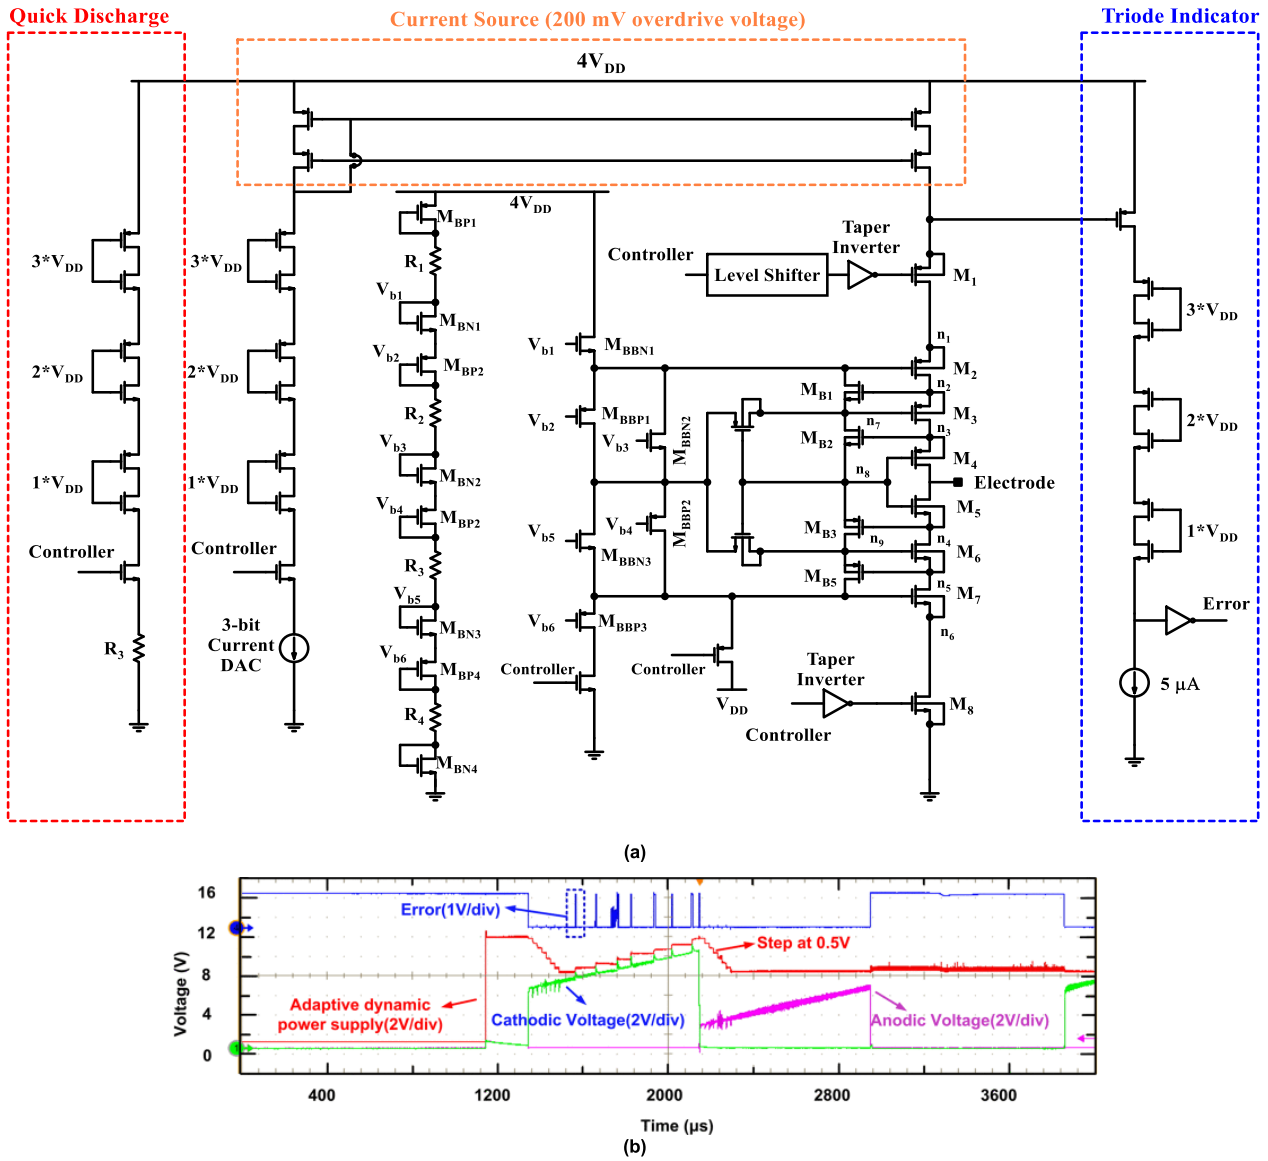 Quick Discharge
Current Source (200 mV overdrive voltage)
Triode Indicator
4VDD
4VDD
MBP1
R1
Vb1
MBN1
Vb2
MBP2
R2
Vb3
MBN2
Vb4
MBP2
R3
Vb5
MBN3
Vb6
MBP4
R4
MBN4
3*VDD
2*VDD
1*VDD
Controller
R3
3*VDD
2*VDD
1*VDD
Controller
3-bit
Current
DAC
Vb1
MBBN1
Vb2
MBBP1
Vb3
MBBN2
Vb4
MBBP2
Vb5
MBBN3
Vb6
MBBP3
Controller
Controller
VDD
Controller
Level Shifter
Taper
Inverter
M1
n1
M2
MB1
n2
M3
n7
MB2
n3
M4
n8
Electrode
M5
MB3
n9
n4
M6
MB5
n5
M7
n6
Taper
Inverter
M8
Controller
3*VDD
2*VDD
1*VDD
Error
5 μA
(a)
Voltage (V)
16
12
8
4
0
Error(1V/div)
Step at 0.5V
Adaptive dynamic
power supply(2V/div)
Cathodic Voltage(2V/div)
Anodic Voltage(2V/div)
400
1200
2000
2800
3600
Time (μs)
(b)